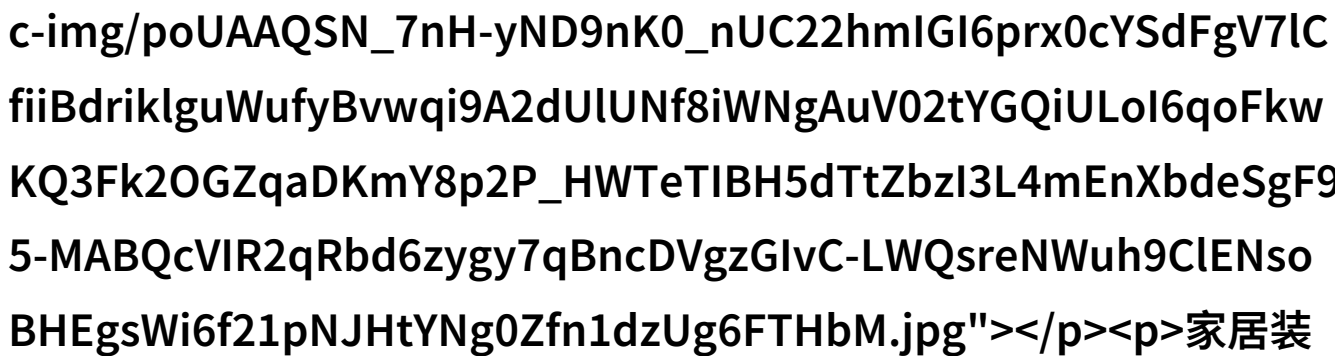 c-img/poUAAQSN_7nH-yND9nK0_nUC22hmIGI6prx0cYSdFgV7lC
fiiBdriklguWufyBvwqi9A2dUlUNf8iWNgAuV02tYGQiULoI6qoFkw
KQ3Fk2OGZqaDKmY8p2P_HWTeTIBH5dTtZbzI3L4mEnXbdeSgF9
5-MABQcVIR2qRbd6zygy7qBncDVgzGIvC-LWQsreNWuh9ClENso
BHEgsWi6f21pNJHtYNg0Zfn1dzUg6FTHbM.jpg"></p><p>家居装